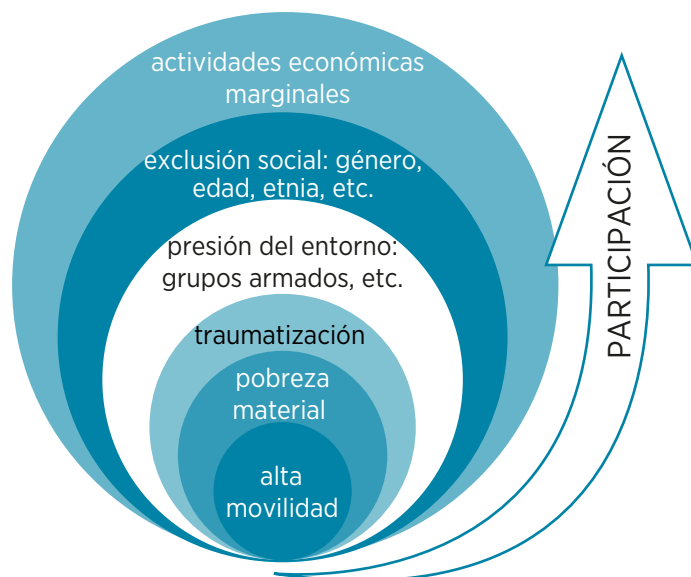 actividades económicas
marginales
exclusión social: género,
edad, etnia, etc.
presión del entorno:
grupos armados, etc.
traumatización
pobreza
material
alta
movilidad
PARTICIPACIÓN